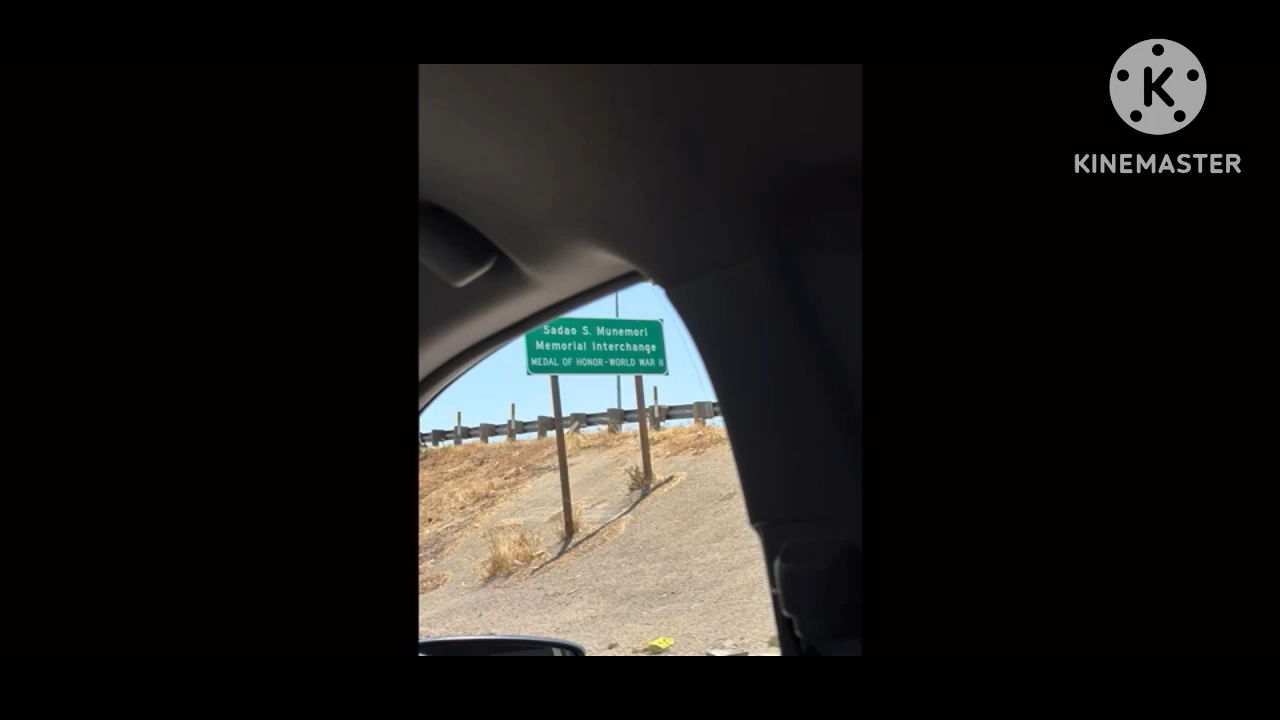 K
KINEMASTER
Sadao S. Munemori
Memorial Interchange
MEDAL OF HONOR-WORLD WAR II